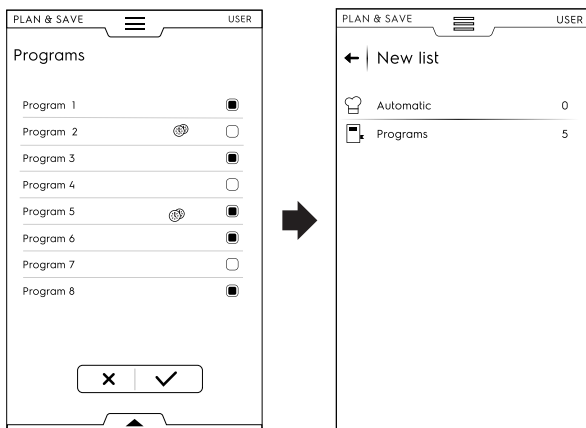 PLAN & SAVE USER
Programs
Program 1
Program 2
Program 3
Program 4
Program 5
Program 6
Program 7
Program 8
PLAN & SAVE USER
New list
Automatic 0
Programs 5